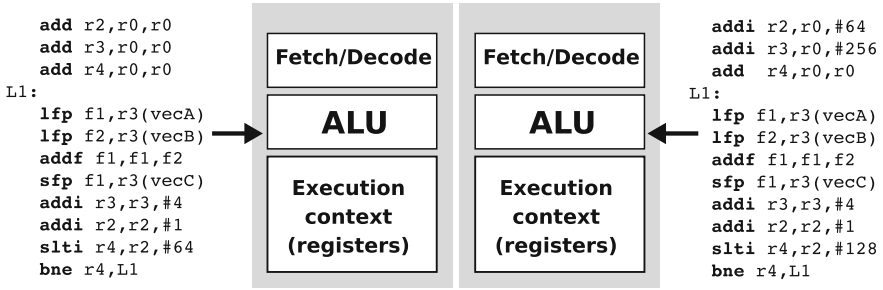 add r2,r0,r0
add r3,r0,r0
add r4,r0,r0
L1:
lfp f1,r3(vecA)
lfp f2,r3(vecB)
addf f1,f1,f2
sfp f1,r3(vecC)
addi r3,r3,#4
addi r2,r2,#1
slti r4,r2,#64
bne r4,L1
Fetch/Decode
ALU
Execution
context
(registers)
Fetch/Decode
ALU
Execution
context
(registers)
addi r2,r0,#64
addi r3,r0,#256
add r4,r0,r0
L1:
lfp f1,r3(vecA)
lfp f2,r3(vecB)
addf f1,f1,f2
sfp f1,r3(vecC)
addi r3,r3,#4
addi r2,r2,#1
slti r4,r2,#128
bne r4,L1